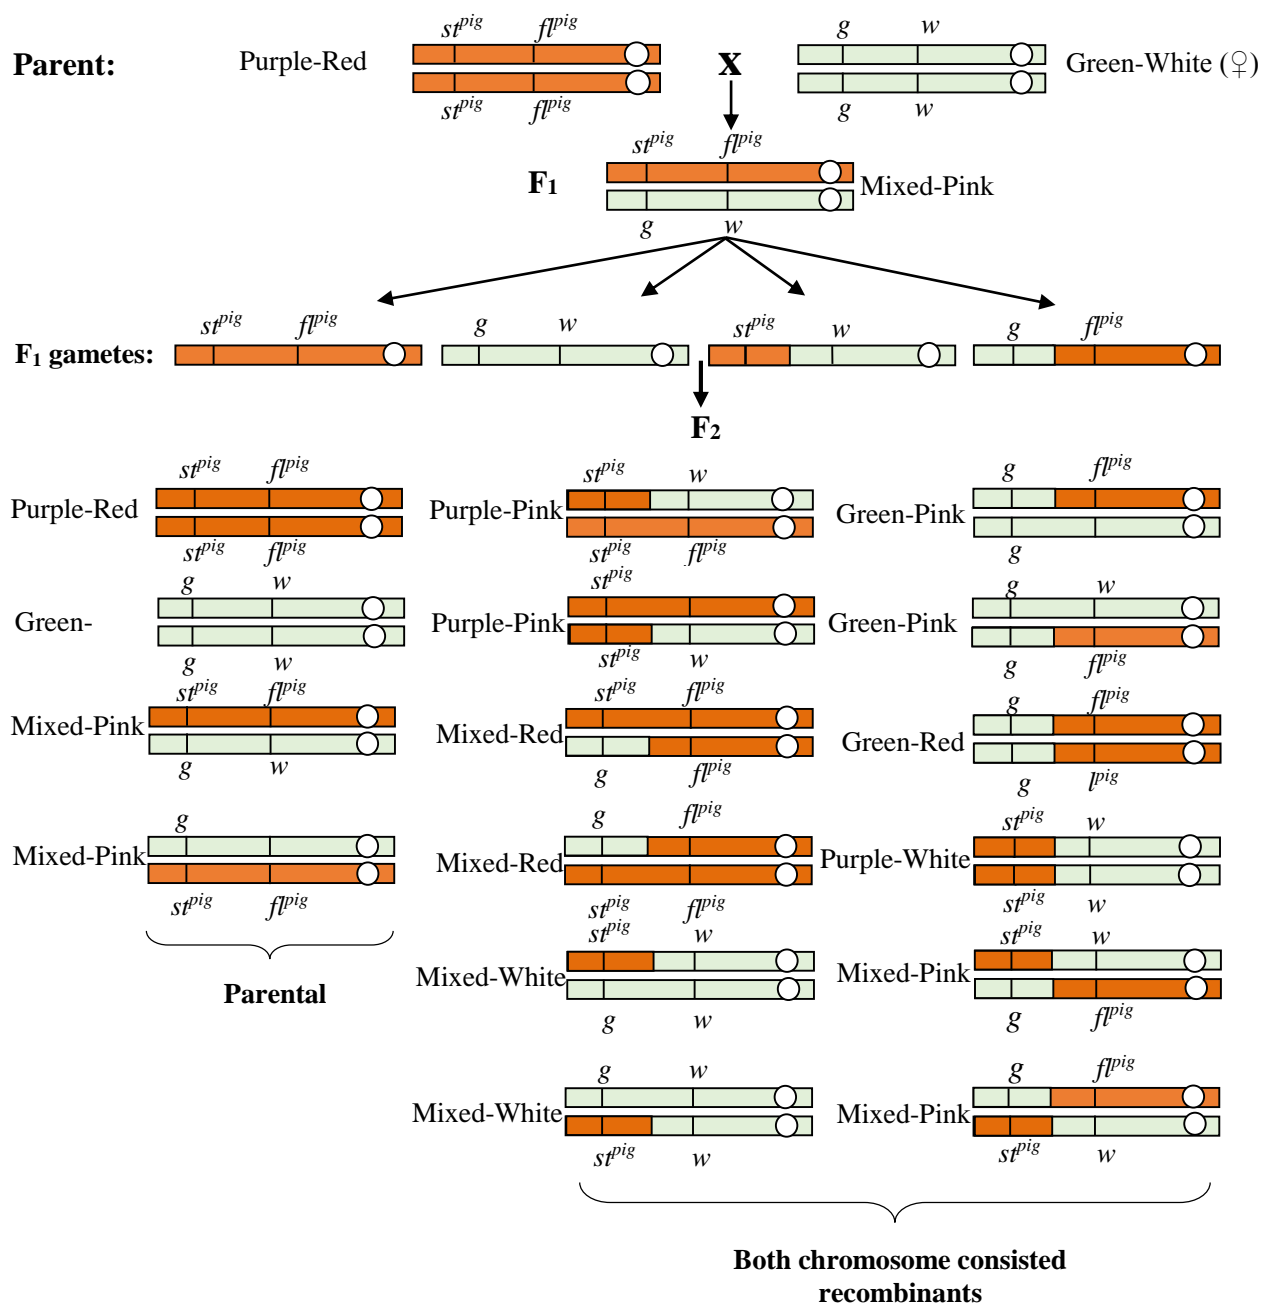 st^pig fl^pig g w
Parent: Purple-Red x Green-White (♀)
st^pig fl^pig g w
st^pig fl^pig
F1 Mixed-Pink
g w
st^pig fl^pig g w st^pig w g fl^pig
F1 gametes:
F2
st^pig fl^pig st^pig w g fl^pig
Purple-Red Purple-Pink Green-Pink
st^pig fl^pig st^pig fl^pig g
g w st^pig g w
Green- Purple-Pink Green-Pink
g w st^pig w g fl^pig
st^pig fl^pig st^pig fl^pig g fl^pig
Mixed-Pink Mixed-Red Green-Red
g w g fl^pig g l^pig
g g fl^pig st^pig w
Mixed-Pink Mixed-Red Purple-White
st^pig fl^pig st^pig fl^pig st^pig w
st^pig w st^pig w
Mixed-White Mixed-Pink
g w g fl^pig
Parental
g w g fl^pig
Mixed-White Mixed-Pink
st^pig w st^pig w
Both chromosome consisted
recombinants